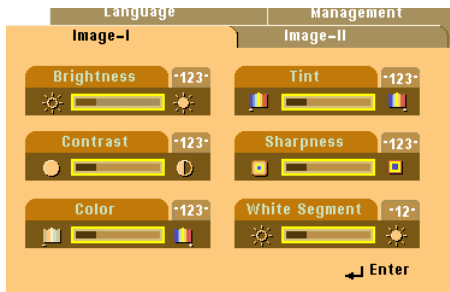 Language Management
Image-I Image-II
Brightness -123- Tint -123-
Contrast -123- Sharpness -123-
Color -123- White Segment -12-
Enter